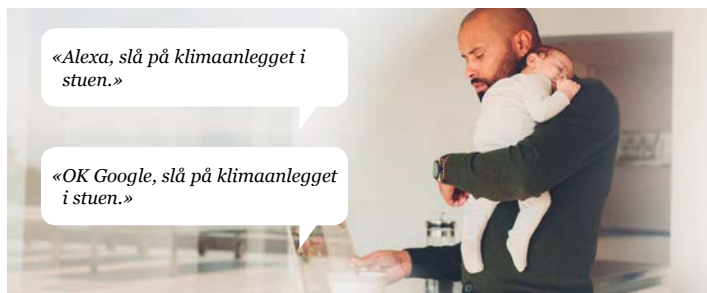 «Alexa, slå på klimaanlegget i
stuen.»
«OK Google, slå på klimaanlegget
i stuen.»